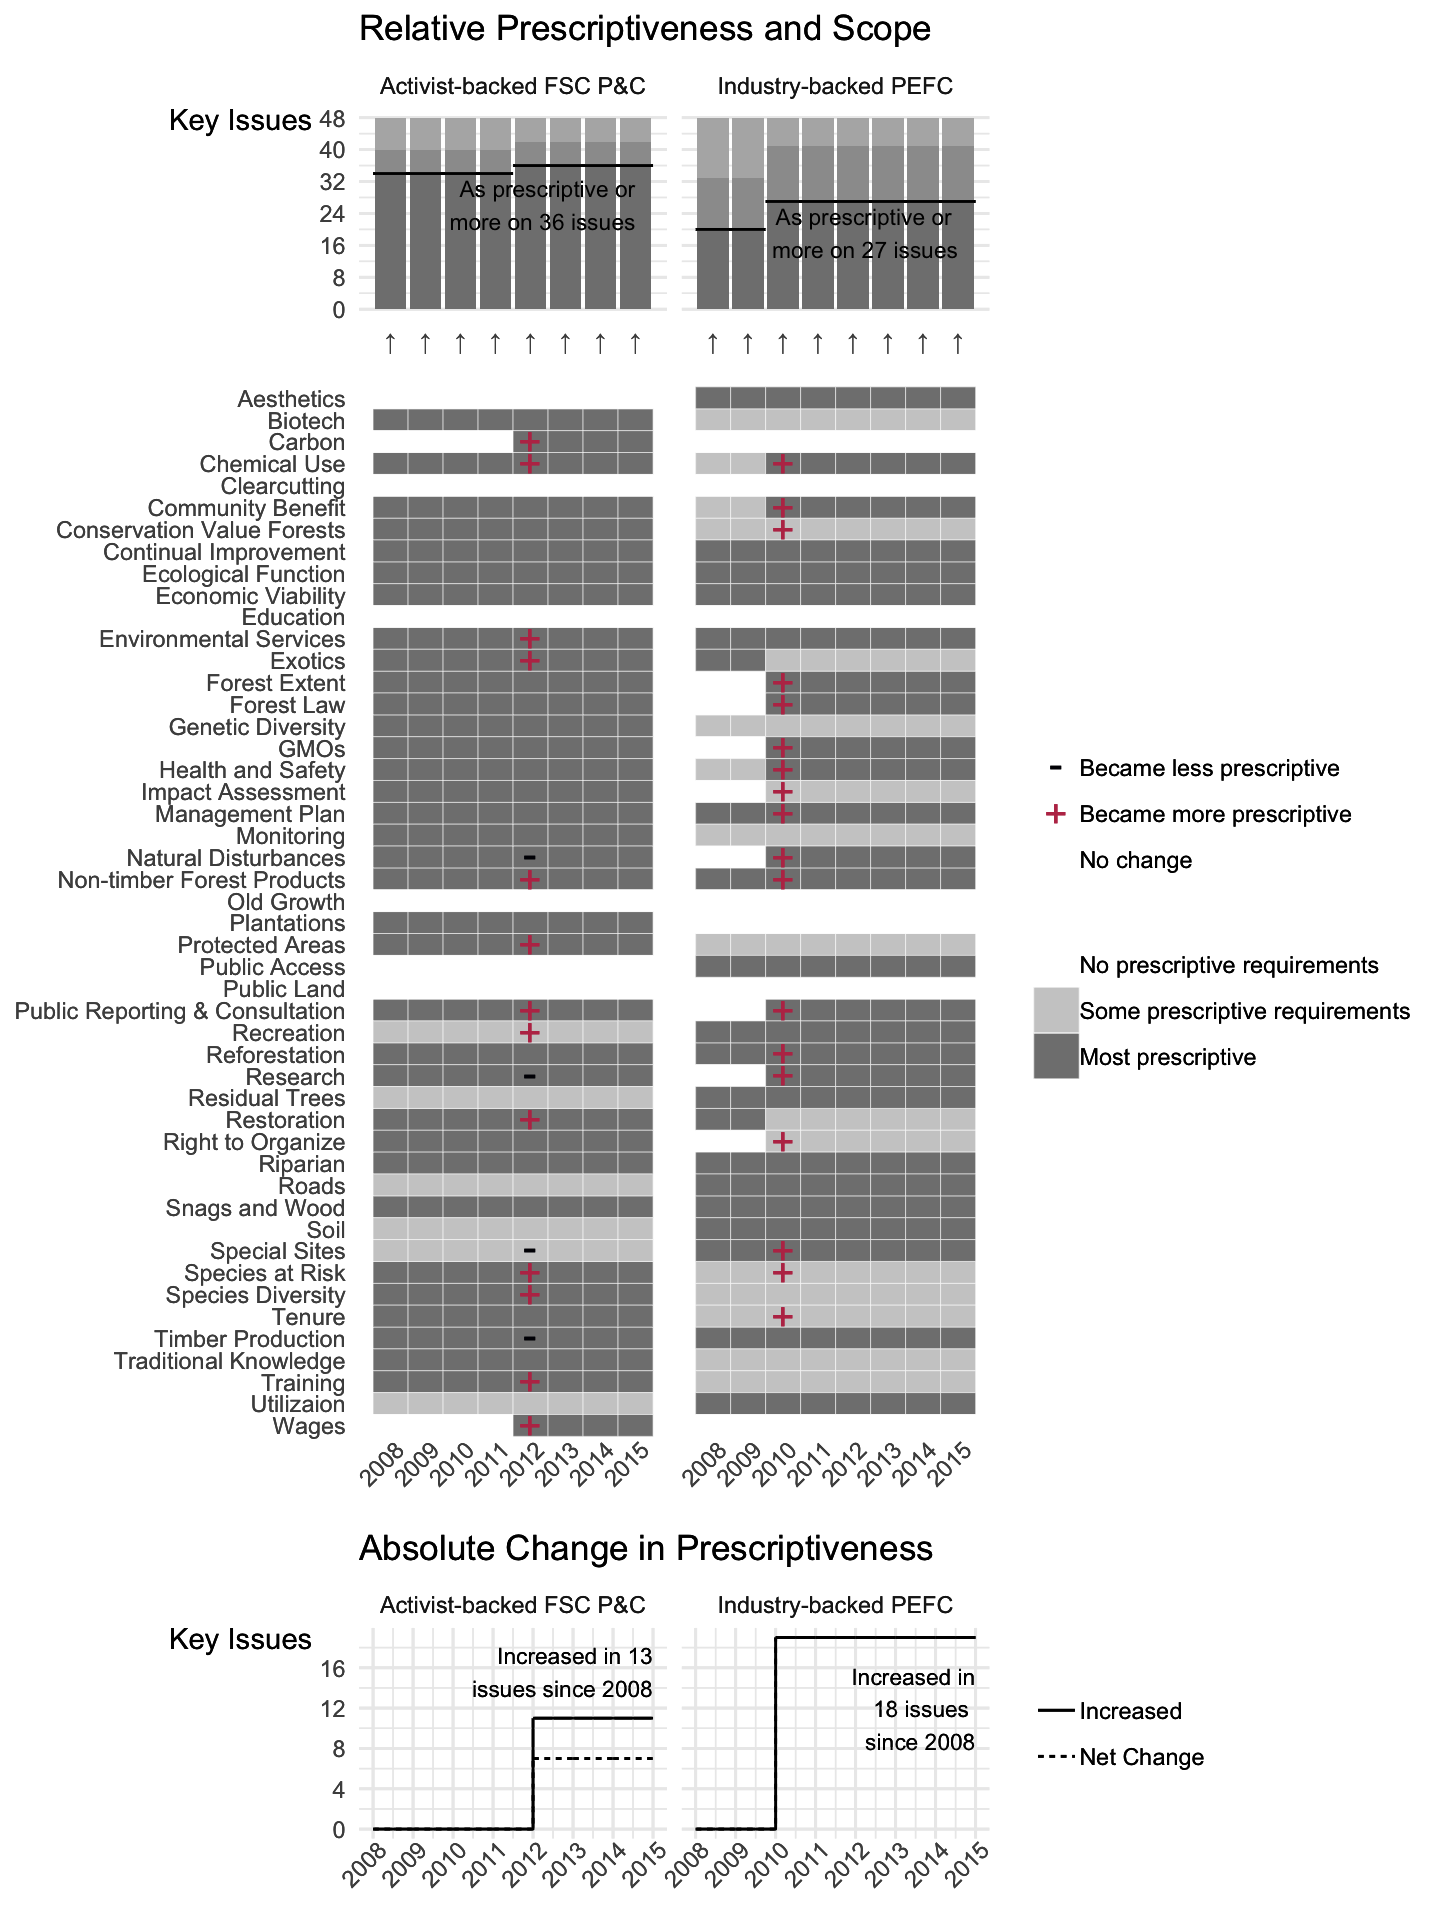 Relative Prescriptiveness and Scope
Activist-backed FSC P&C
Industry-backed PEFC
Key Issues
48
40
32
24
16
8
0
As prescriptive or
more on 36 issues
As prescriptive or
more on 27 issues
↑ ↑ ↑ ↑ ↑ ↑ ↑ ↑
↑ ↑ ↑ ↑ ↑ ↑ ↑ ↑
Aesthetics
Biotech
Carbon
Chemical Use
Clearcutting
Community Benefit
Conservation Value Forests
Continual Improvement
Ecological Function
Economic Viability
Education
Environmental Services
Exotics
Forest Extent
Forest Law
Genetic Diversity
GMOs
Health and Safety
Impact Assessment
Management Plan
Monitoring
Natural Disturbances
Non-timber Forest Products
Old Growth
Plantations
Protected Areas
Public Access
Public Land
Public Reporting & Consultation
Recreation
Reforestation
Research
Residual Trees
Restoration
Right to Organize
Riparian
Roads
Snags and Wood
Soil
Special Sites
Species at Risk
Species Diversity
Tenure
Timber Production
Traditional Knowledge
Training
Utilizaion
Wages
2008 2009 2010 2011 2012 2013 2014 2015
2008 2009 2010 2011 2012 2013 2014 2015
- Became less prescriptive
+ Became more prescriptive
No change
No prescriptive requirements
Some prescriptive requirements
Most prescriptive
Absolute Change in Prescriptiveness
Activist-backed FSC P&C
Industry-backed PEFC
Key Issues
16
12
8
4
0
Increased in 13
issues since 2008
Increased in
18 issues
since 2008
2008 2009 2010 2011 2012 2013 2014 2015
2008 2009 2010 2011 2012 2013 2014 2015
Increased
Net Change